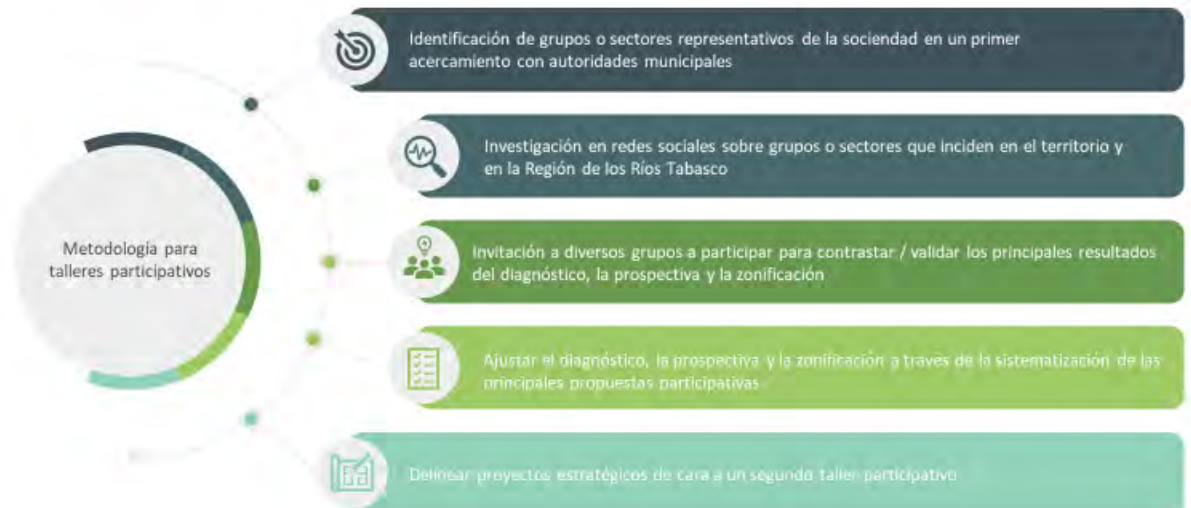 Identificación de grupos o sectores representativos de la sociendad en un primer
acercamiento con autoridades municipales
Investigación en redes sociales sobre grupos o sectores que inciden en el territorio y
en la Región de los Ríos Tabasco
Metodología para
talleres participativos
Invitación a diversos grupos a participar para contrastar / validar los principales resultados
del diagnóstico, la prospectiva y la zonificación
Ajustar el diagnóstico, la prospectiva y la zonificación a traves de la sistematización de las
principales propuestas participativas
Delinear proyectos estratégicos de cara a un segundo taller participativo